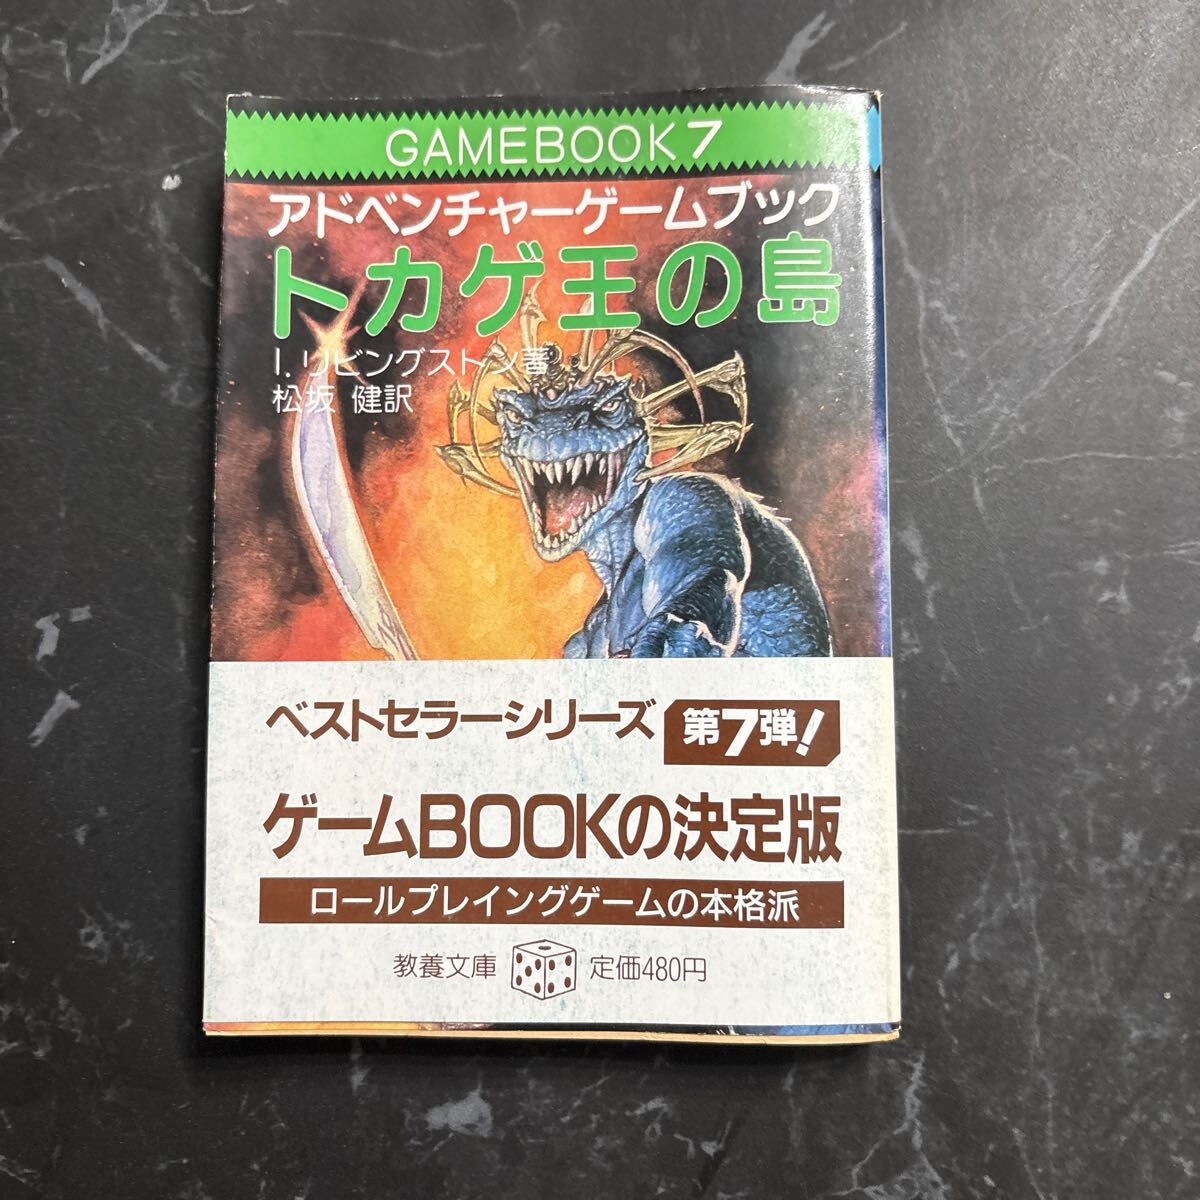 GAMEBOOK7
アドベンチャーゲームブック
トカゲ王の島
I.リビングストン著
松坂 健訳
ベストセラーシリーズ 第7弾!
ゲームBOOKの決定版
ロールプレイングゲームの本格派
教養文庫 定価480円